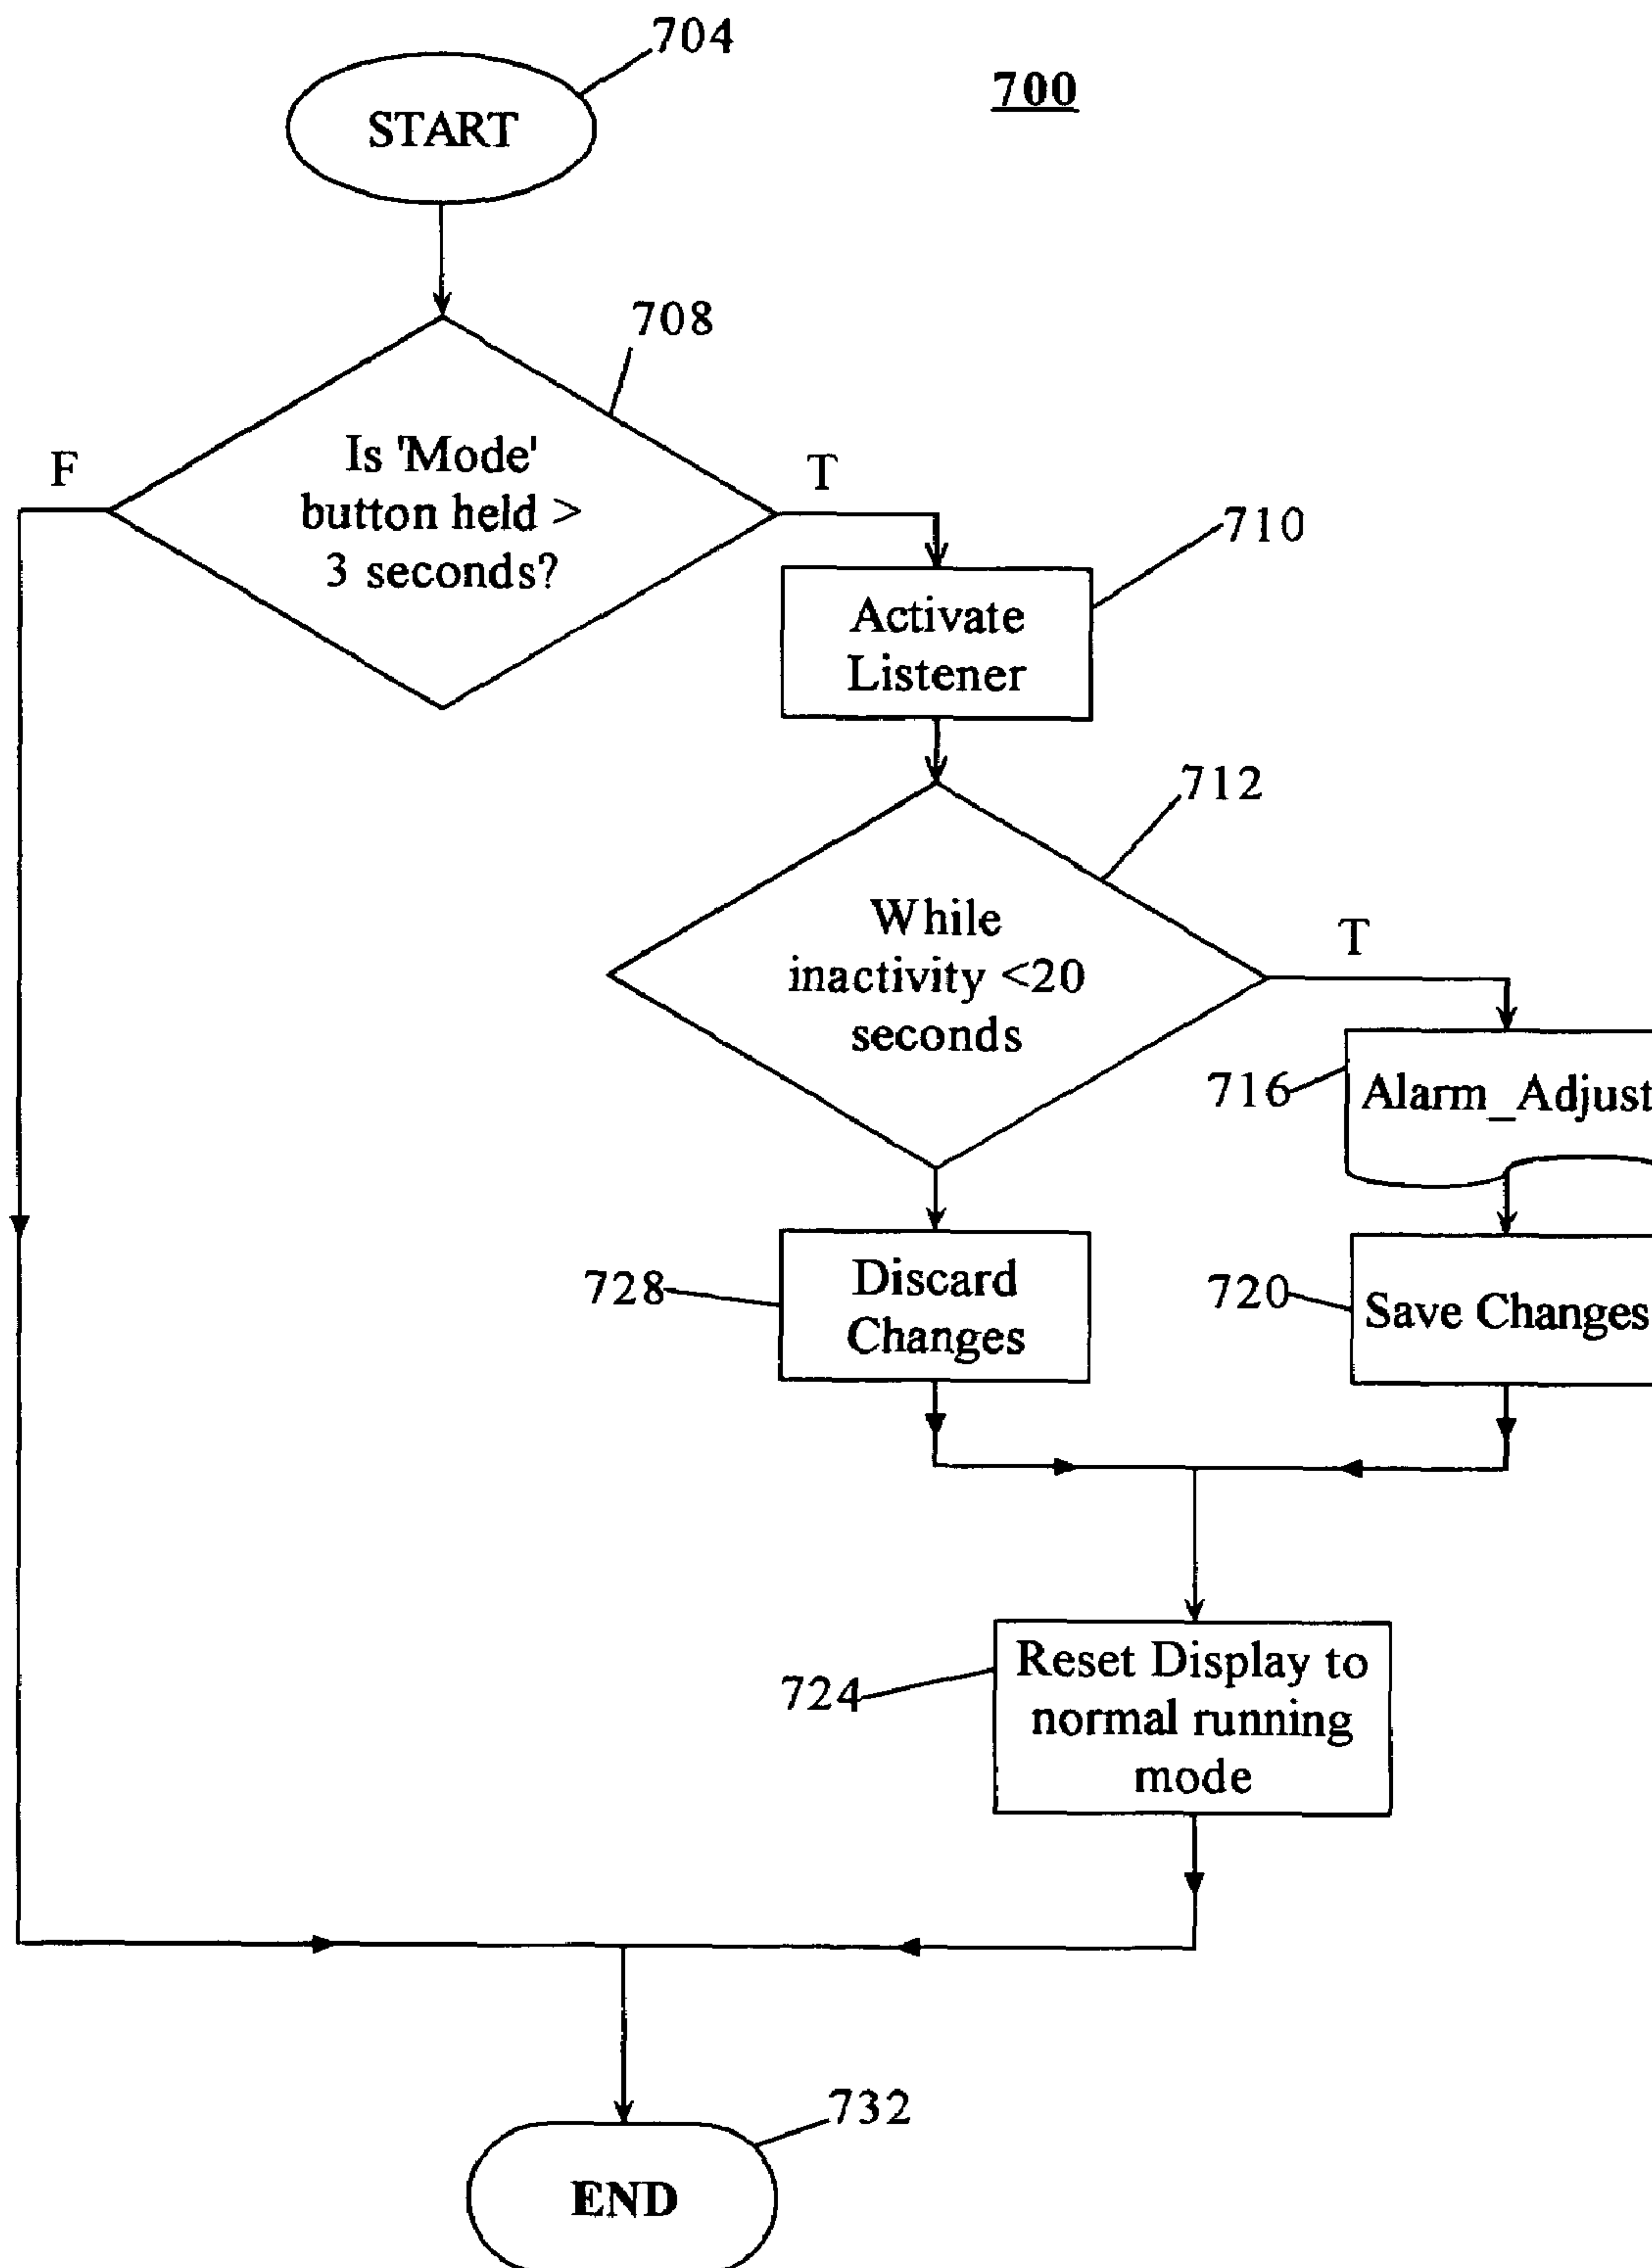 704
700
START
708
Is 'Mode'
button held >
3 seconds?
F
T
710
Activate
Listener
712
While
inactivity <20
seconds
T
716
Alarm_Adjust
728
Discard
Changes
720
Save Changes
724
Reset Display to
normal running
mode
732
END